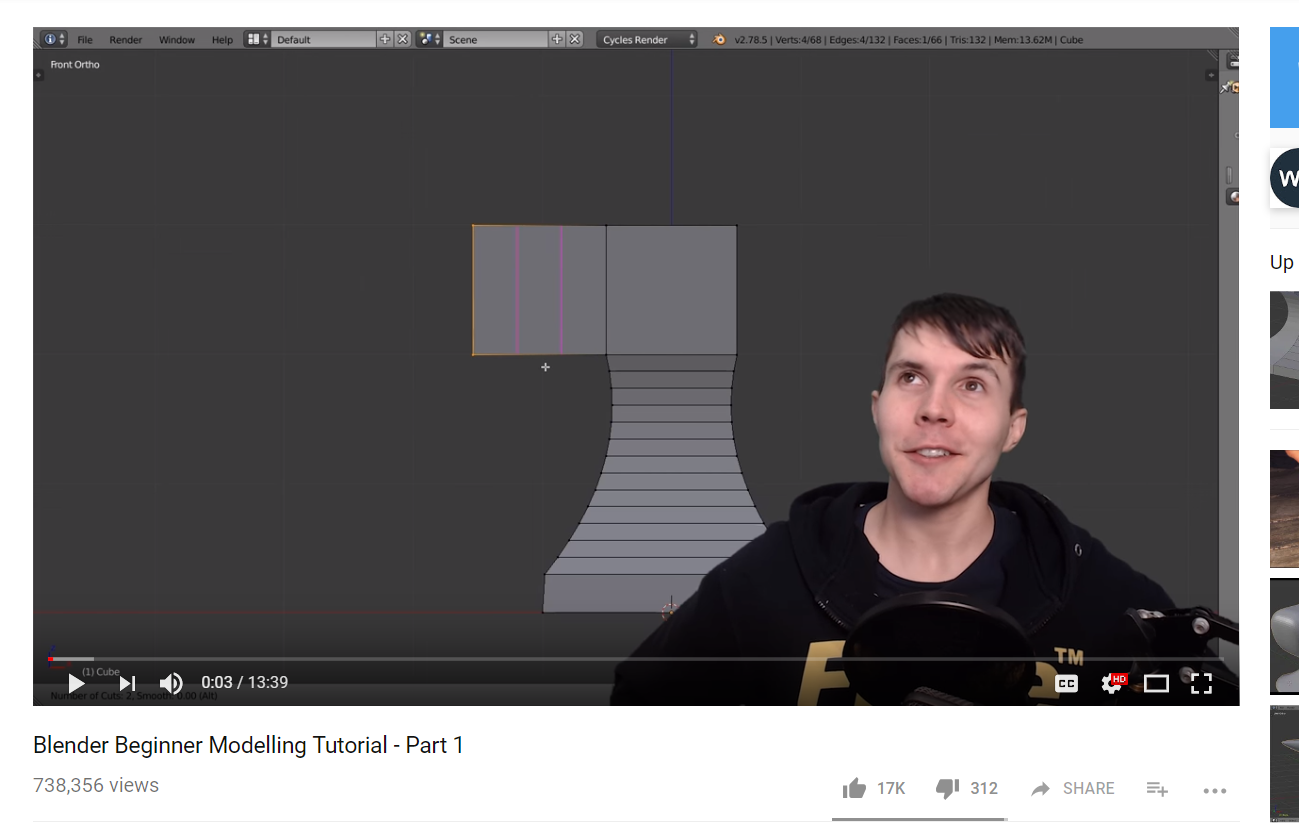 File Render Window Help Default Scene Cycles Render v2.78.5 | Verts:4/68 | Edges:4/132 | Faces:1/66 | Tris:132 | Mem:13.62M | Cube
Front Ortho
W
Up
TM
(1) Cube
0:03 / 13:39
CC
HD
Number of Cuts: 2, Smooth: 0.00 (Alt)
Blender Beginner Modelling Tutorial - Part 1
738,356 views
17K 312 SHARE